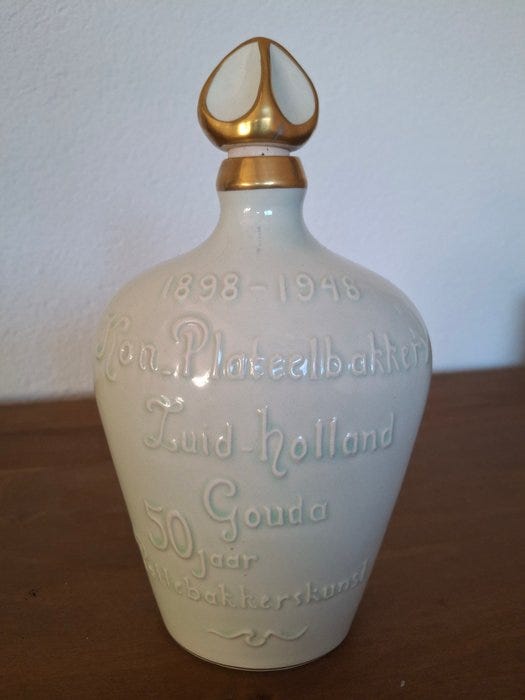 1898-1948
Kon. Plateelbakkerij
Zuid-holland
Gouda
50 jaar